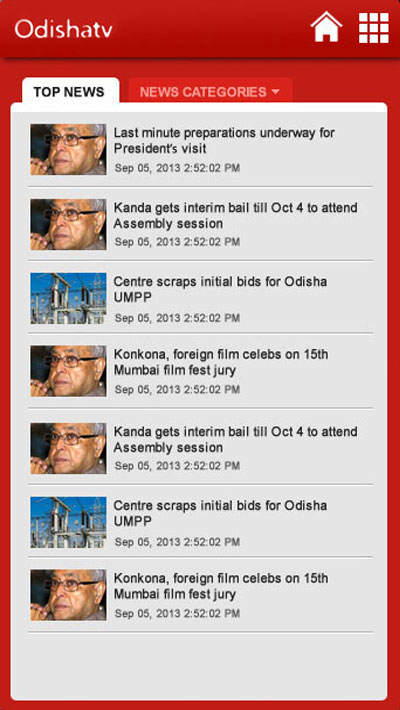 Odishatv
TOP NEWS
NEWS CATEGORIES
Last minute preparations underway for
President's visit
Sep 05, 2013 2:52:02 PM
Kanda gets interim bail till Oct 4 to attend
Assembly session
Sep 05, 2013 2:52:02 PM
Centre scraps initial bids for Odisha
UMPP
Sep 05, 2013 2:52:02 PM
Konkona, foreign film celebs on 15th
Mumbai film fest jury
Sep 05, 2013 2:52:02 PM
Kanda gets interim bail till Oct 4 to attend
Assembly session
Sep 05, 2013 2:52:02 PM
Centre scraps initial bids for Odisha
UMPP
Sep 05, 2013 2:52:02 PM
Konkona, foreign film celebs on 15th
Mumbai film fest jury
Sep 05, 2013 2:52:02 PM